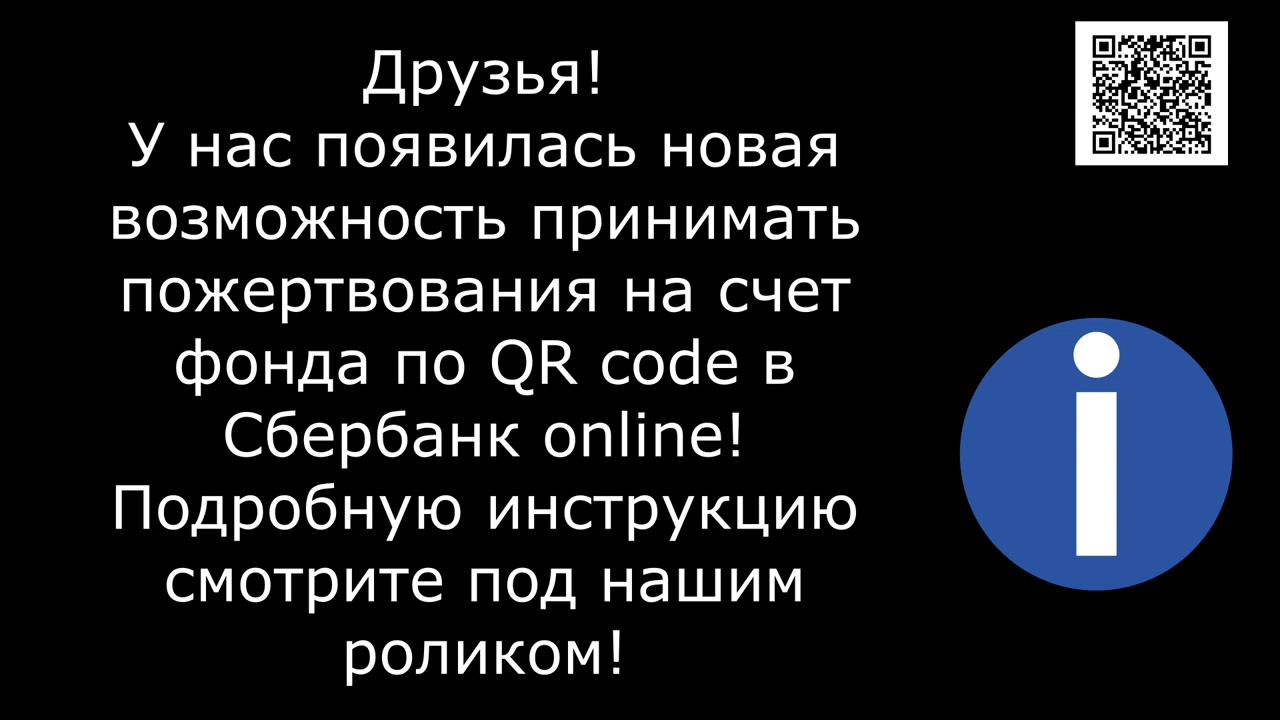 Друзья!
У нас появилась новая
возможность принимать
пожертвования на счет
фонда по QR code в
Сбербанк online!
Подробную инструкцию
смотрите под нашим
роликом!